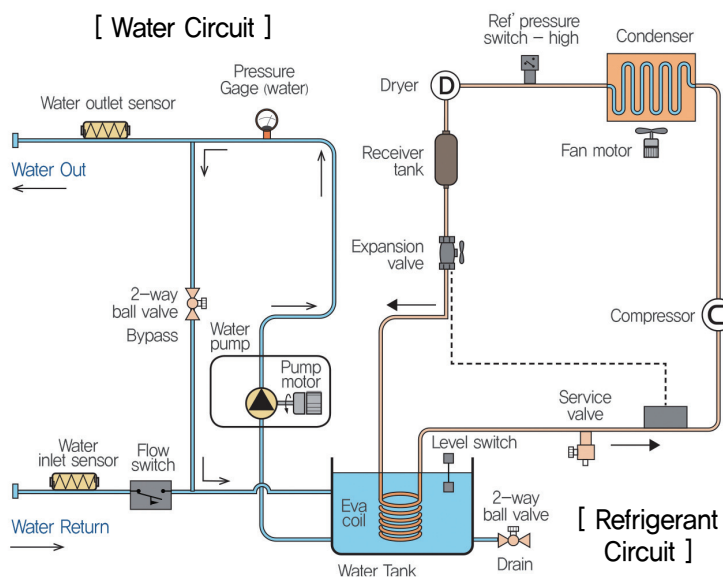 [ Water Circuit ]
Ref' pressure
switch - high
Condenser
Pressure
Gage (water)
Water outlet sensor
Dryer
D
Water Out
Receiver
tank
Fan motor
Expansion
valve
2-way
ball valve
Bypass
Water
pump
Pump
motor
Compressor
C
Service
valve
Water
inlet sensor
Flow
switch
Level switch
Eva
coil
2-way
ball valve
Water Return
Drain
Water Tank
[ Refrigerant
Circuit ]